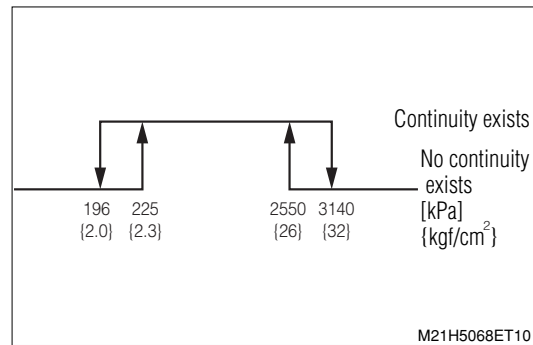 Continuity exists
No continuity
exists
[kPa]
{kgf/cm²}
196 225 2550 3140
{2.0} {2.3} {26} {32}
M21H5068ET10